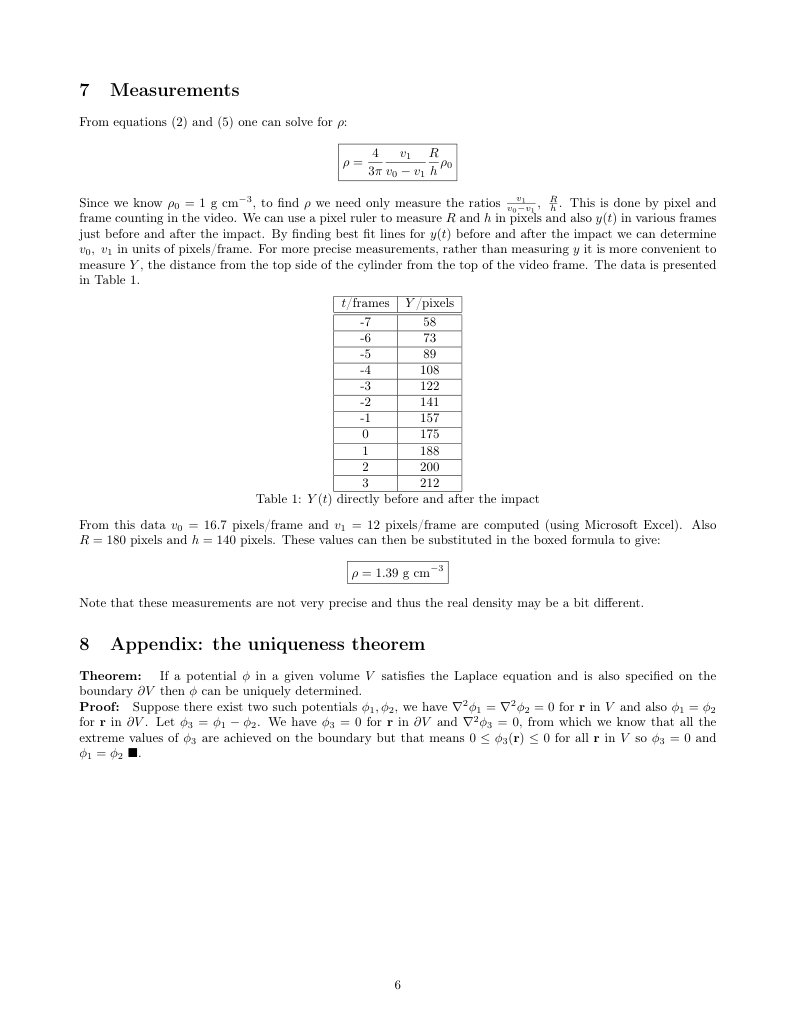 7 Measurements
From equations (2) and (5) one can solve for ρ:
ρ = \frac{4}{3π} \frac{v₁}{v₀ − v₁} \frac{R}{h} ρ₀
Since we know ρ₀ = 1 g cm⁻³, to find ρ we need only measure the ratios \frac{v₁}{v₀−v₁}, \frac{R}{h}. This is done by pixel and
frame counting in the video. We can use a pixel ruler to measure R and h in pixels and also y(t) in various frames
just before and after the impact. By finding best fit lines for y(t) before and after the impact we can determine
v₀, v₁ in units of pixels/frame. For more precise measurements, rather than measuring y it is more convenient to
measure Y, the distance from the top side of the cylinder from the top of the video frame. The data is presented
in Table 1.
t/frames Y/pixels
-7 58
-6 73
-5 89
-4 108
-3 122
-2 141
-1 157
0 175
1 188
2 200
3 212
Table 1: Y(t) directly before and after the impact
From this data v₀ = 16.7 pixels/frame and v₁ = 12 pixels/frame are computed (using Microsoft Excel). Also
R = 180 pixels and h = 140 pixels. These values can then be substituted in the boxed formula to give:
ρ = 1.39 g cm⁻³
Note that these measurements are not very precise and thus the real density may be a bit different.
8 Appendix: the uniqueness theorem
Theorem: If a potential ϕ in a given volume V satisfies the Laplace equation and is also specified on the
boundary ∂V then ϕ can be uniquely determined.
Proof: Suppose there exist two such potentials ϕ₁, ϕ₂, we have ∇²ϕ₁ = ∇²ϕ₂ = 0 for r in V and also ϕ₁ = ϕ₂
for r in ∂V. Let ϕ₃ = ϕ₁ − ϕ₂. We have ϕ₃ = 0 for r in ∂V and ∇²ϕ₃ = 0, from which we know that all the
extreme values of ϕ₃ are achieved on the boundary but that means 0 ≤ ϕ₃(r) ≤ 0 for all r in V so ϕ₃ = 0 and
ϕ₁ = ϕ₂ ■.
6